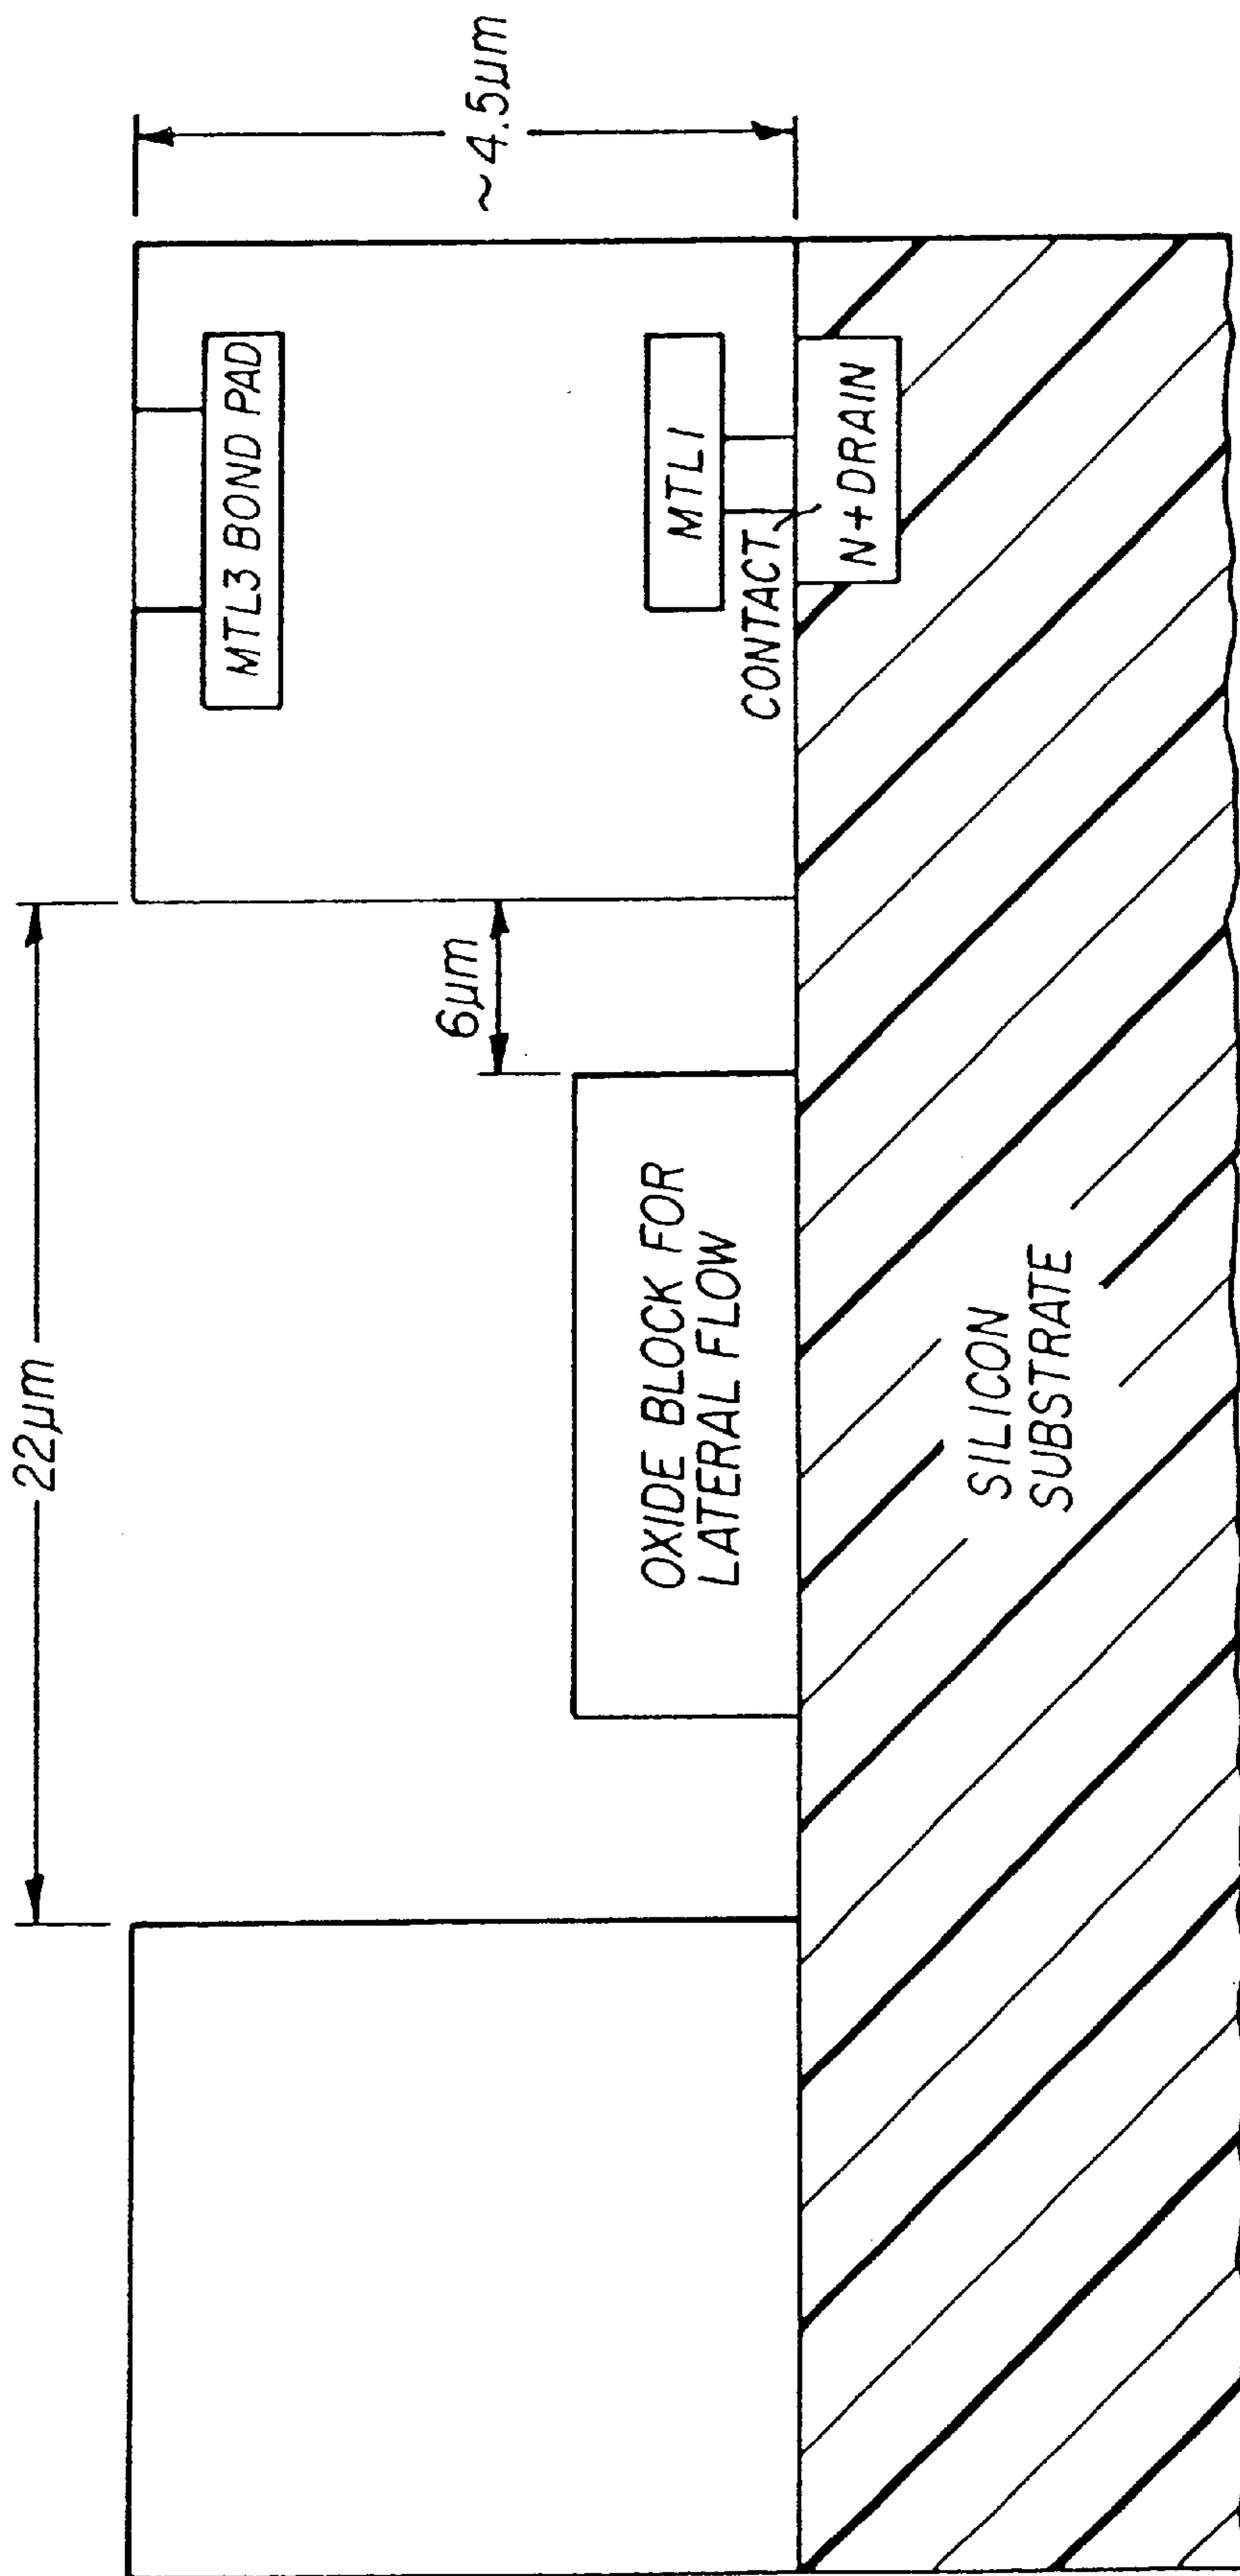 22µm
~4.5µm
6µm
MTL3 BOND PAD
MTL1
CONTACT
N+DRAIN
OXIDE BLOCK FOR
LATERAL FLOW
SILICON
SUBSTRATE